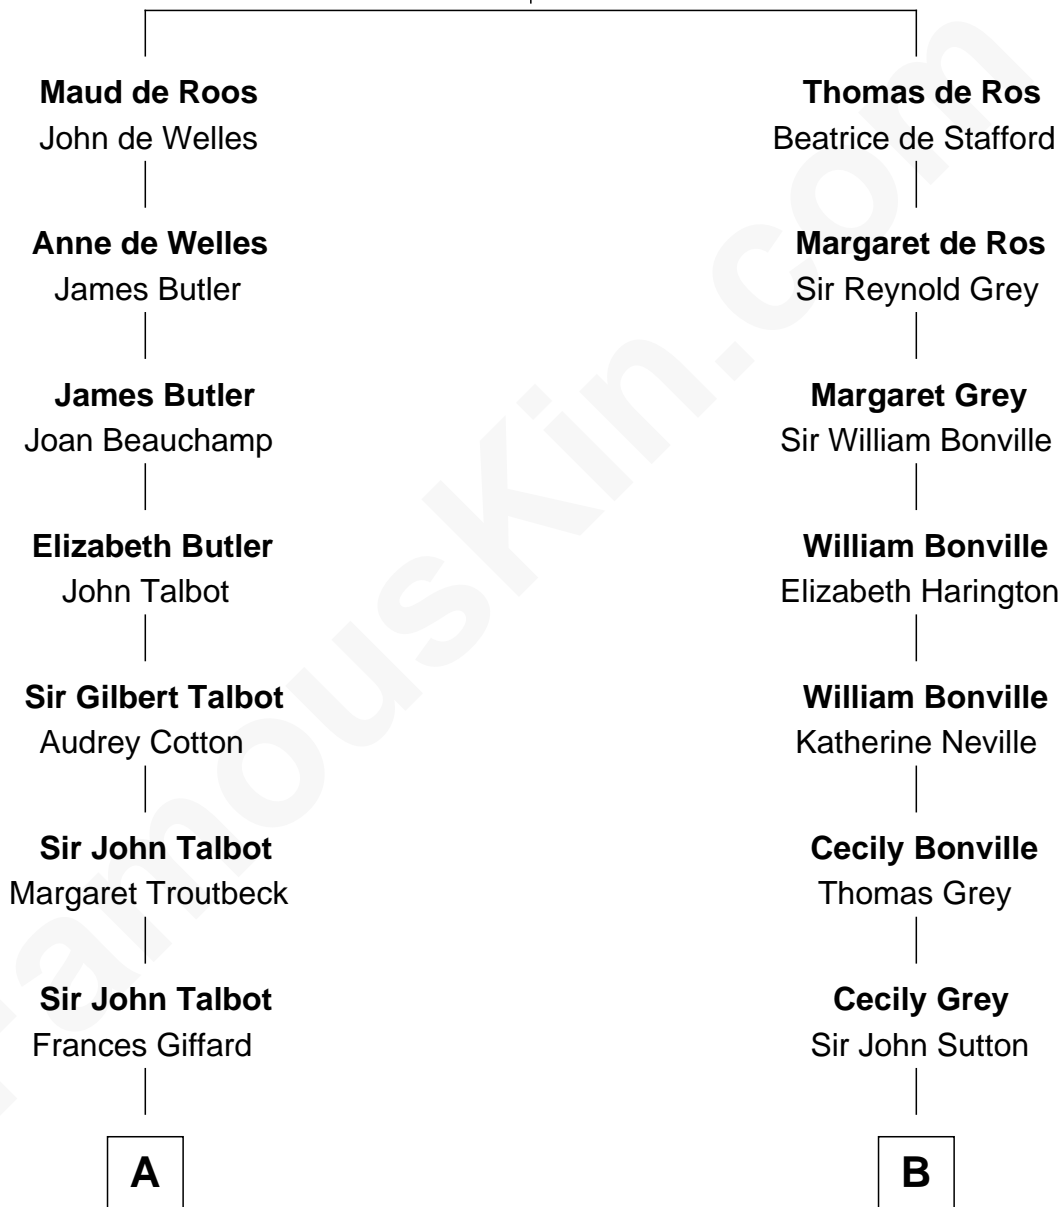 Maud de Roos
John de Welles
Anne de Welles
James Butler
James Butler
Joan Beauchamp
Elizabeth Butler
John Talbot
Sir Gilbert Talbot
Audrey Cotton
Sir John Talbot
Margaret Troutbeck
Sir John Talbot
Frances Giffard
A
Thomas de Ros
Beatrice de Stafford
Margaret de Ros
Sir Reynold Grey
Margaret Grey
Sir William Bonville
William Bonville
Elizabeth Harington
William Bonville
Katherine Neville
Cecily Bonville
Thomas Grey
Cecily Grey
Sir John Sutton
B
FamousKin.com